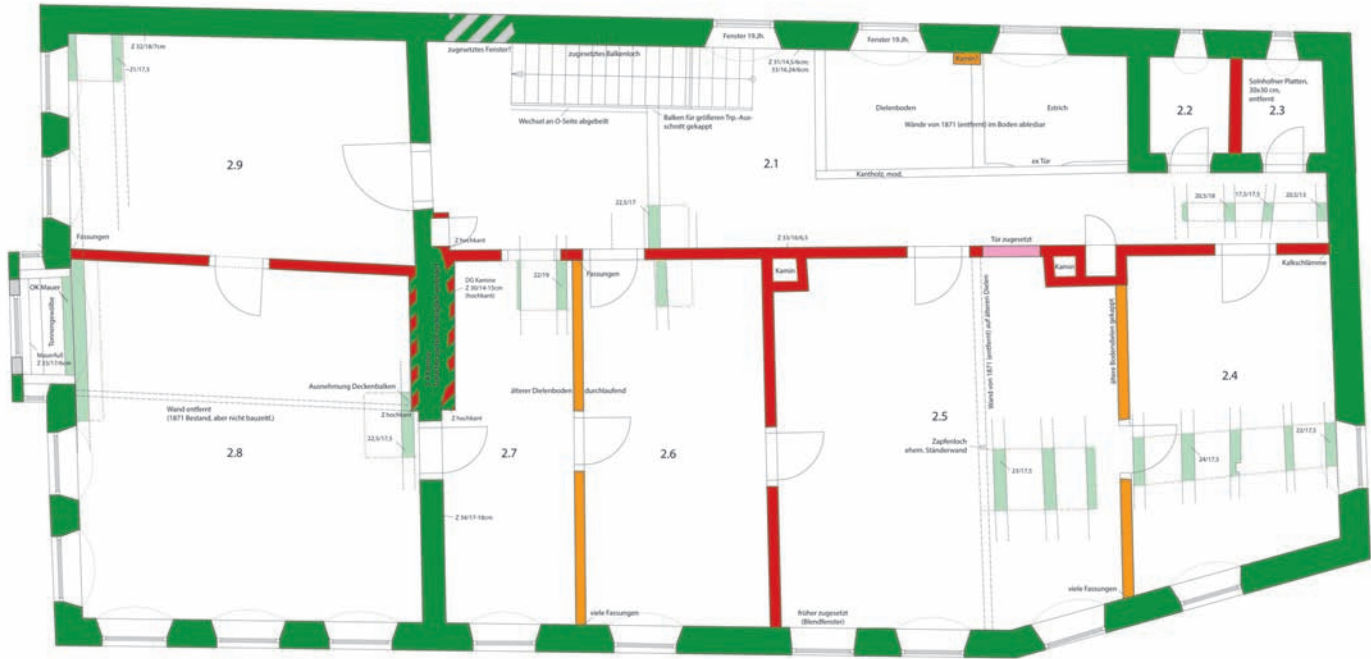 Z 32/18/7cm
21/17,5
zugesetztes Fenster?
zugesetztes Balkenloch
Fenster 19.Jh.
Fenster 19.Jh.
Z 31/14,5/6cm;
33/16,24/6cm
Kamin?
Dielenboden
Estrich
Wände von 1871 (entfernt) im Boden ablesbar
2.2
Solnhofner Platten,
30x30 cm,
entfernt
2.3
Wechsel an O-Seite abgebeilt
Balken für größeren Trp.-Aus-
schnitt gekappt
2.9
2.1
ex Tür
Kantholz, mod.
22,5/17
20,5/18
17,5/17,5
20,5/13
Fassungen
Z hochkant
Z 33/16/6,5
Tür zugesetzt
Kalkschlämme
OK Mauer
Tonnengewölbe
Mauerfuß
DG Kamine
Z 30/14-15cm
(hochkant)
22/19
Fassungen
Kamin
Kamin
Wand von 1871 (entfernt) auf älteren Dielen
ältere Bodendielen gekappt
2.4
Ausnehmung Deckenbalken
älterer Dielenboden durchlaufend
Wand entfernt
(1871 Bestand, aber nicht bauzeitl.)
Z hochkant
Z hochkant
2.8
22,5/17,5
2.7
2.6
2.5
Zapfenloch
ehem. Ständerwand
23/17,5
24/17,5
22/17,5
Z 34/17-18cm
viele Fassungen
früher zugesetzt
(Blendfenster)
viele Fassungen